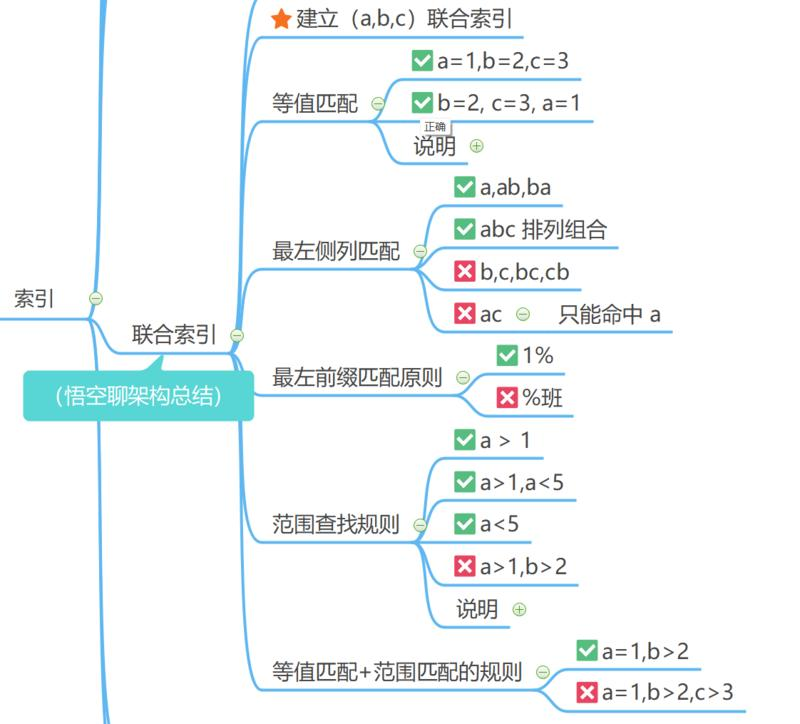 建立（a,b,c）联合索引
等值匹配
a=1,b=2,c=3
b=2, c=3, a=1
正确
说明
最左侧列匹配
a,ab,ba
abc 排列组合
b,c,bc,cb
ac
只能命中 a
索引
联合索引
（悟空聊架构总结）
最左前缀匹配原则
1%
%班
范围查找规则
a > 1
a>1,a<5
a<5
a>1,b>2
说明
等值匹配+范围匹配的规则
a=1,b>2
a=1,b>2,c>3